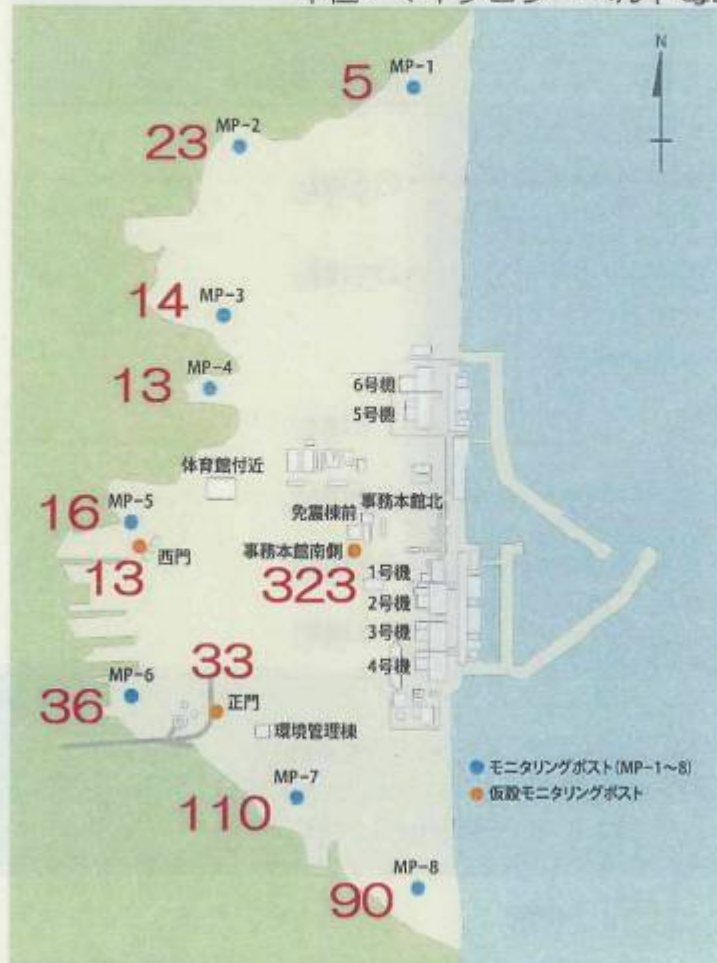 MP-1
5
N
MP-2
23
MP-3
14
MP-4
13
6号機
5号機
体育館付近
MP-5
16
事務本館北
免震棟前
西門
13
事務本館南側
323
1号機
2号機
3号機
4号機
33
MP-6
36
正門
環境管理棟
モニタリングポスト(MP-1~8)
仮設モニタリングポスト
MP-7
110
MP-8
90